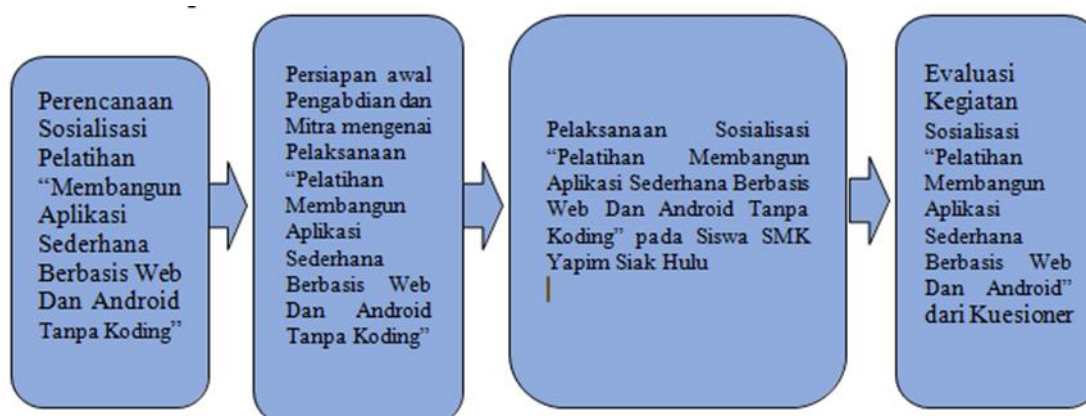 Perencanaan
Sosialisasi
Pelatihan
“Membangun
Aplikasi
Sederhana
Berbasis Web
Dan Android
Tanpa Koding”
Persiapan awal
Pengabdian dan
Mitra mengenai
Pelaksanaan
“Pelatihan
Membangun
Aplikasi
Sederhana
Berbasis Web
Dan Android
Tanpa Koding”
Pelaksanaan Sosialisasi
“Pelatihan Membangun
Aplikasi Sederhana Berbasis
Web Dan Android Tanpa
Koding” pada Siswa SMK
Yapim Siak Hulu
Evaluasi
Kegiatan
Sosialisasi
“Pelatihan
Membangun
Aplikasi
Sederhana
Berbasis Web
Dan Android”
dari Kuesioner